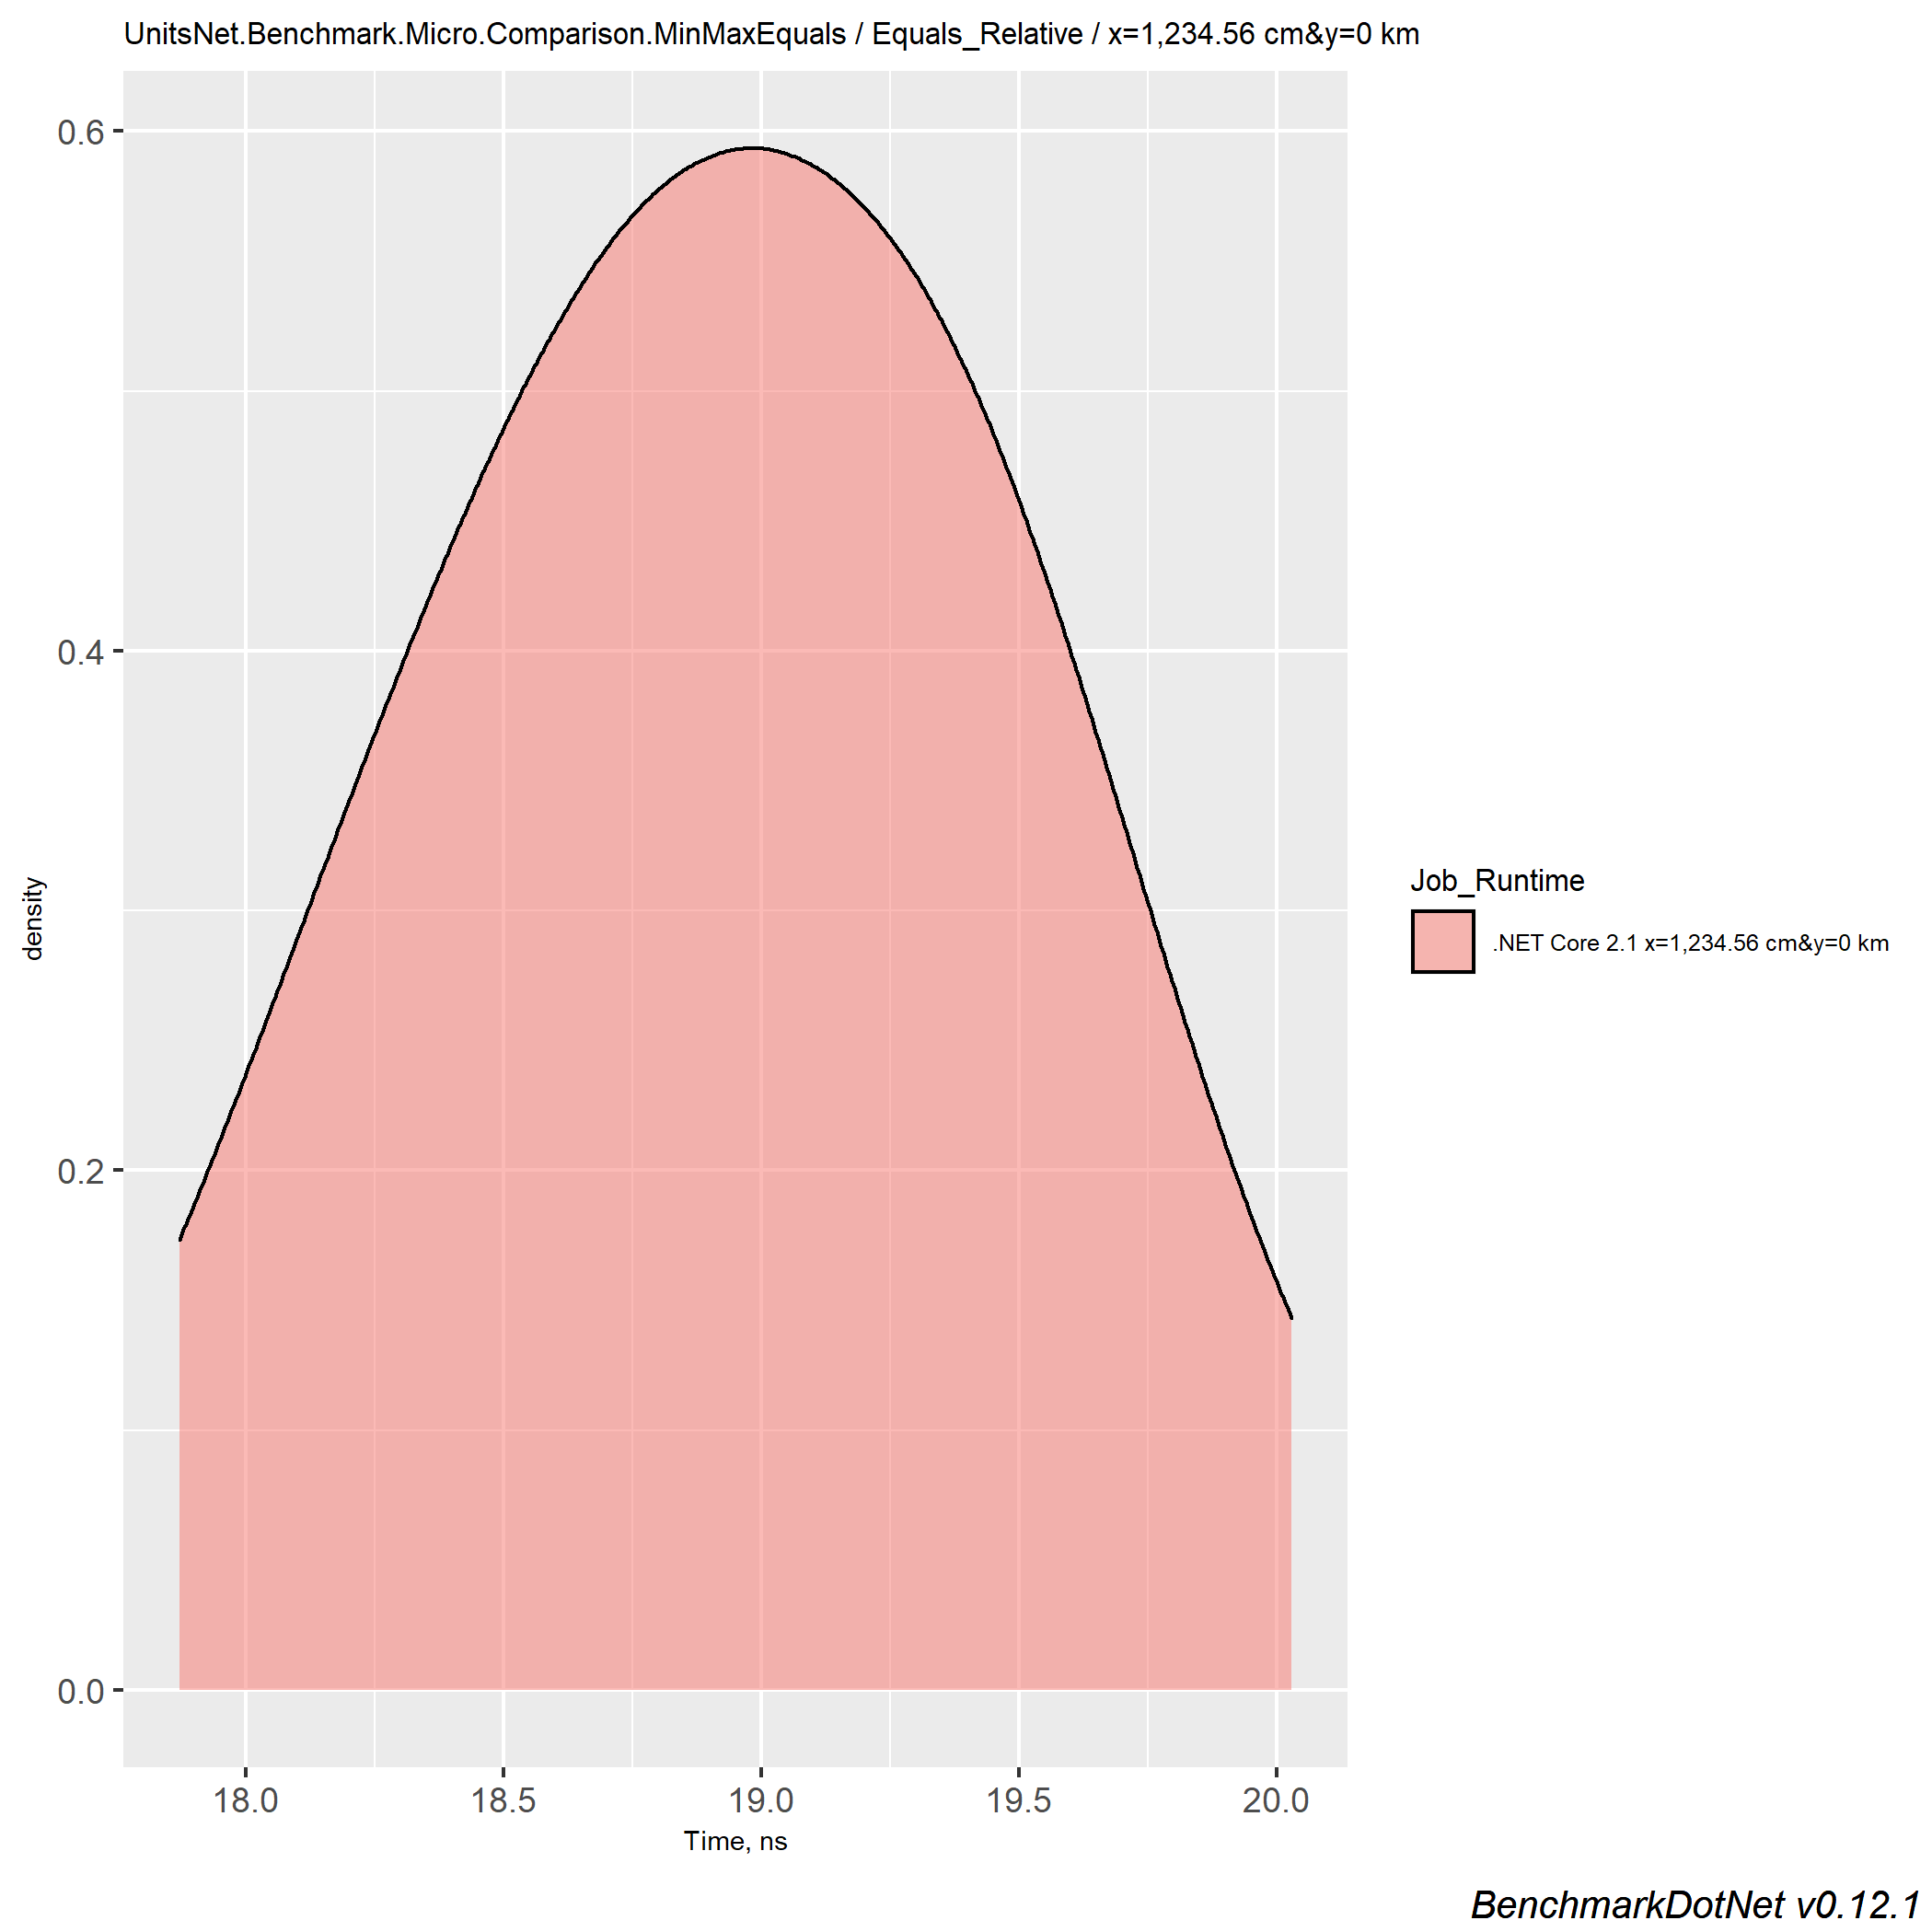 UnitsNet.Benchmark.Micro.Comparison.MinMaxEquals / Equals_Relative / x=1,234.56 cm&y=0 km
0.6
0.4
0.2
0.0
density
18.0 18.5 19.0 19.5 20.0
Time, ns
Job_Runtime
.NET Core 2.1 x=1,234.56 cm&y=0 km
BenchmarkDotNet v0.12.1